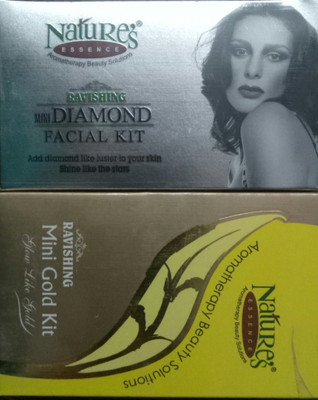 Nature's
ESSENCE
Aromatherapy Beauty Solutions
RAVISHING
MINI DIAMOND
FACIAL KIT
Add diamond like luster to your skin
Shine like the stars
RAVISHING
Mini Gold Kit
Glow Like Gold
Aromatherapy Beauty Solutions
Nature's
ESSENCE
Aromatherapy Beauty Solutions